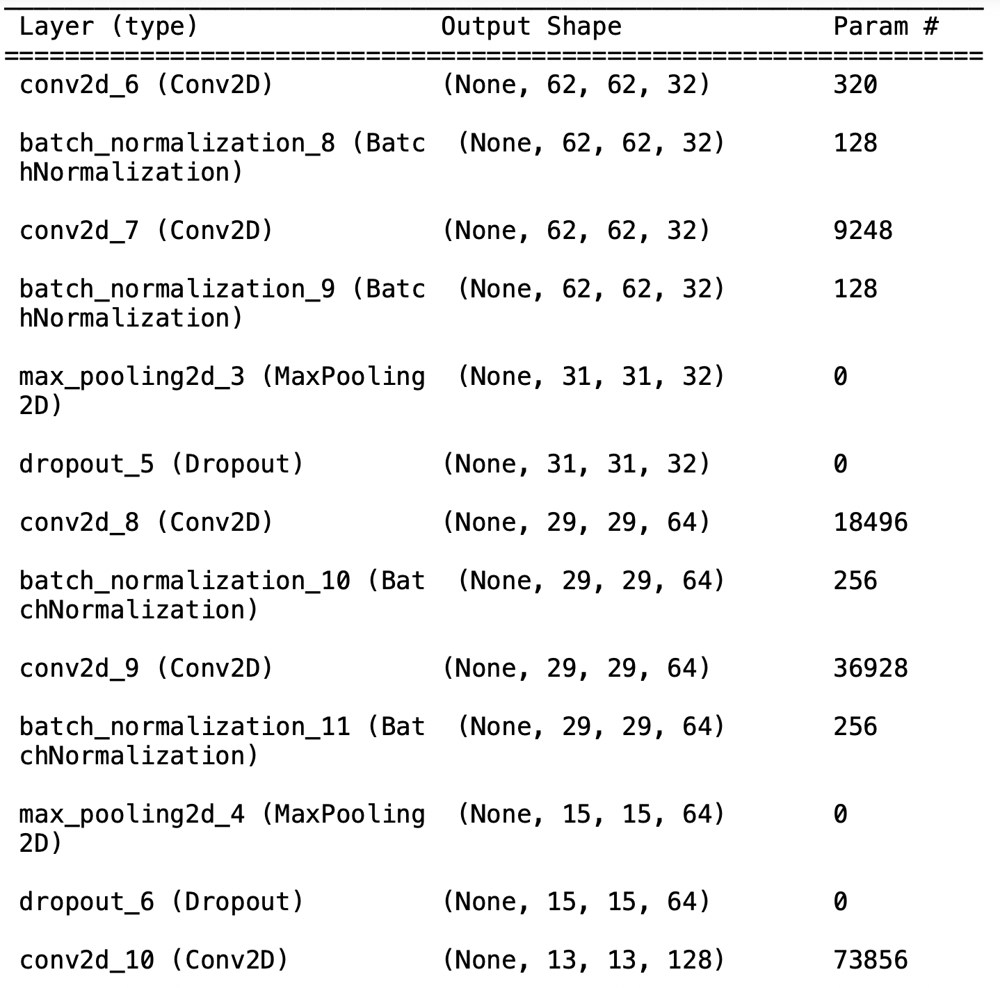 Layer (type) Output Shape Param #
=================================================================
conv2d_6 (Conv2D) (None, 62, 62, 32) 320
batch_normalization_8 (Batc (None, 62, 62, 32) 128
hNormalization)
conv2d_7 (Conv2D) (None, 62, 62, 32) 9248
batch_normalization_9 (Batc (None, 62, 62, 32) 128
hNormalization)
max_pooling2d_3 (MaxPooling (None, 31, 31, 32) 0
2D)
dropout_5 (Dropout) (None, 31, 31, 32) 0
conv2d_8 (Conv2D) (None, 29, 29, 64) 18496
batch_normalization_10 (Bat (None, 29, 29, 64) 256
chNormalization)
conv2d_9 (Conv2D) (None, 29, 29, 64) 36928
batch_normalization_11 (Bat (None, 29, 29, 64) 256
chNormalization)
max_pooling2d_4 (MaxPooling (None, 15, 15, 64) 0
2D)
dropout_6 (Dropout) (None, 15, 15, 64) 0
conv2d_10 (Conv2D) (None, 13, 13, 128) 73856